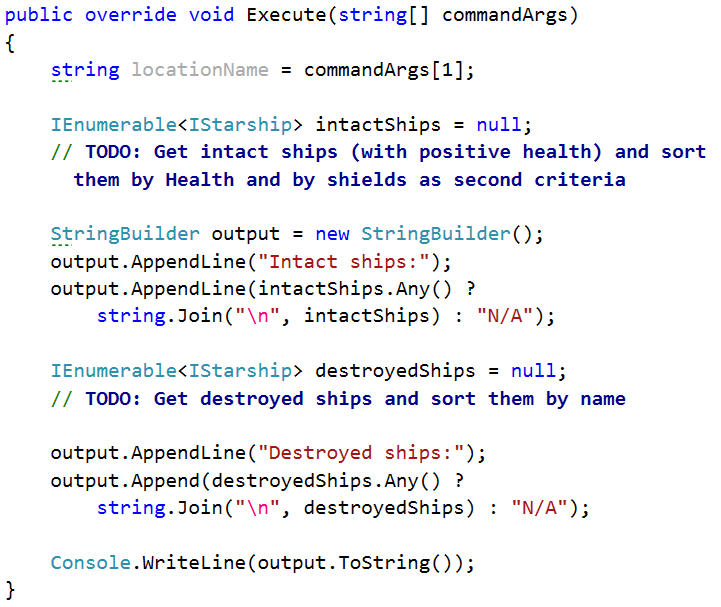 public override void Execute(string[] commandArgs)
{
    string locationName = commandArgs[1];

    IEnumerable<IStarship> intactShips = null;
    // TODO: Get intact ships (with positive health) and sort
      them by Health and by shields as second criteria

    StringBuilder output = new StringBuilder();
    output.AppendLine("Intact ships:");
    output.AppendLine(intactShips.Any() ?
        string.Join("\n", intactShips) : "N/A");

    IEnumerable<IStarship> destroyedShips = null;
    // TODO: Get destroyed ships and sort them by name

    output.AppendLine("Destroyed ships:");
    output.Append(destroyedShips.Any() ?
        string.Join("\n", destroyedShips) : "N/A");

    Console.WriteLine(output.ToString());
}